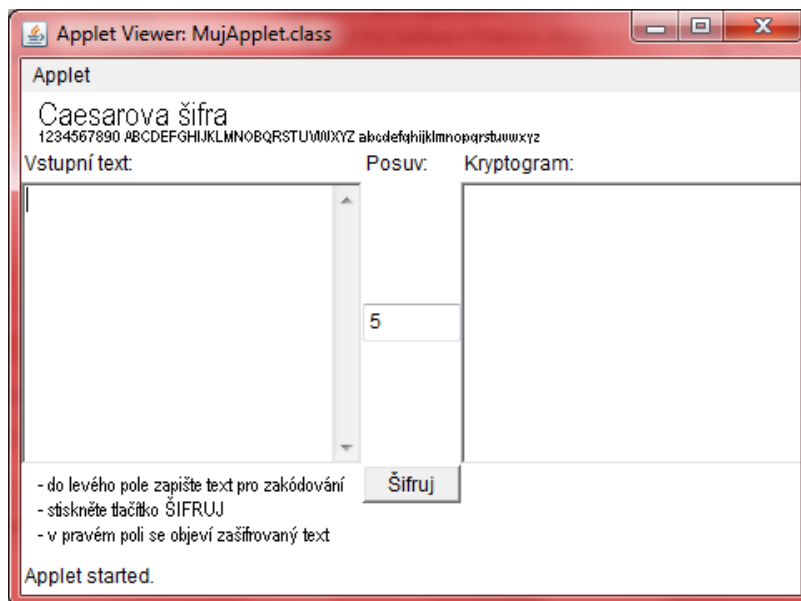 Applet Viewer: MujApplet.class
Applet
Caesarova šifra
1234567890 ABCDEFGHIJKLMNOBQRSTUVWXYZ abcdefghijklmnopqrstuvwxyz
Vstupní text: Posuv: Kryptogram:
5
- do levého pole zapište text pro zakódování
Šifruj
- stiskněte tlačítko ŠIFRUJ
- v pravém poli se objeví zašifrovaný text
Applet started.